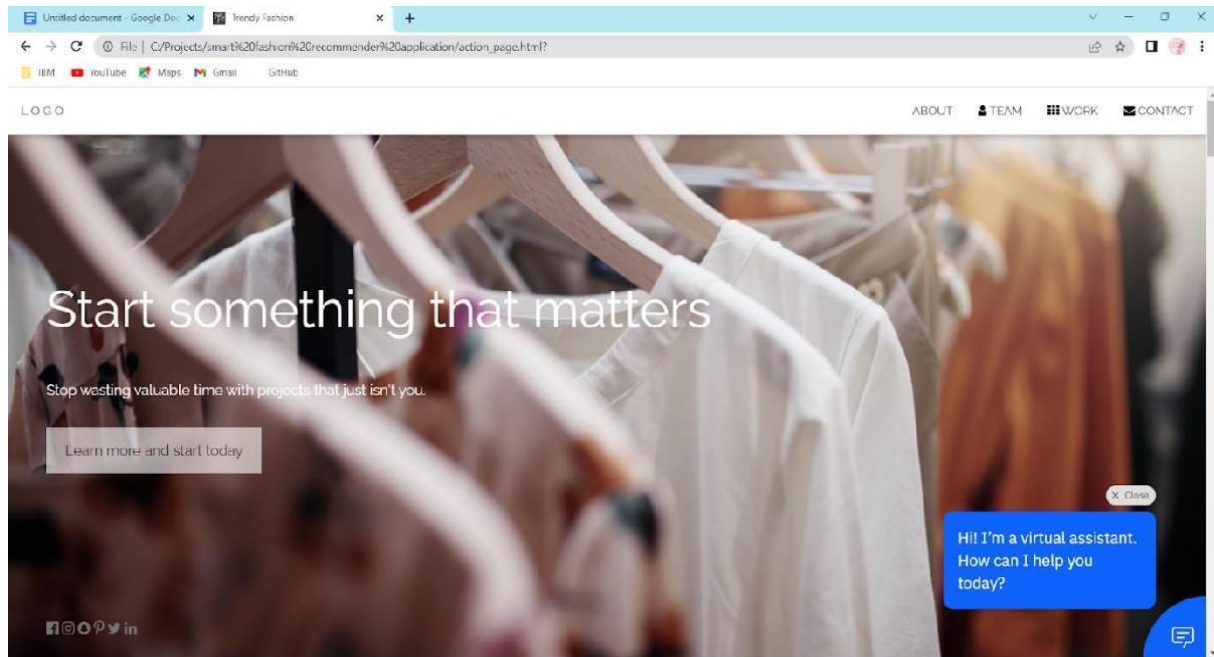 Untitled document - Google Doc
Trendy Fashion
File | C:/Projects/smart%20fashion%20recommender%20application/action_page.html?
IBM YouTube Maps Gmail GitHub
LOGO ABOUT TEAM WORK CONTACT
Start something that matters
Stop wasting valuable time with projects that just isn't you.
Learn more and start today
X Close
Hi! I'm a virtual assistant.
How can I help you
today?